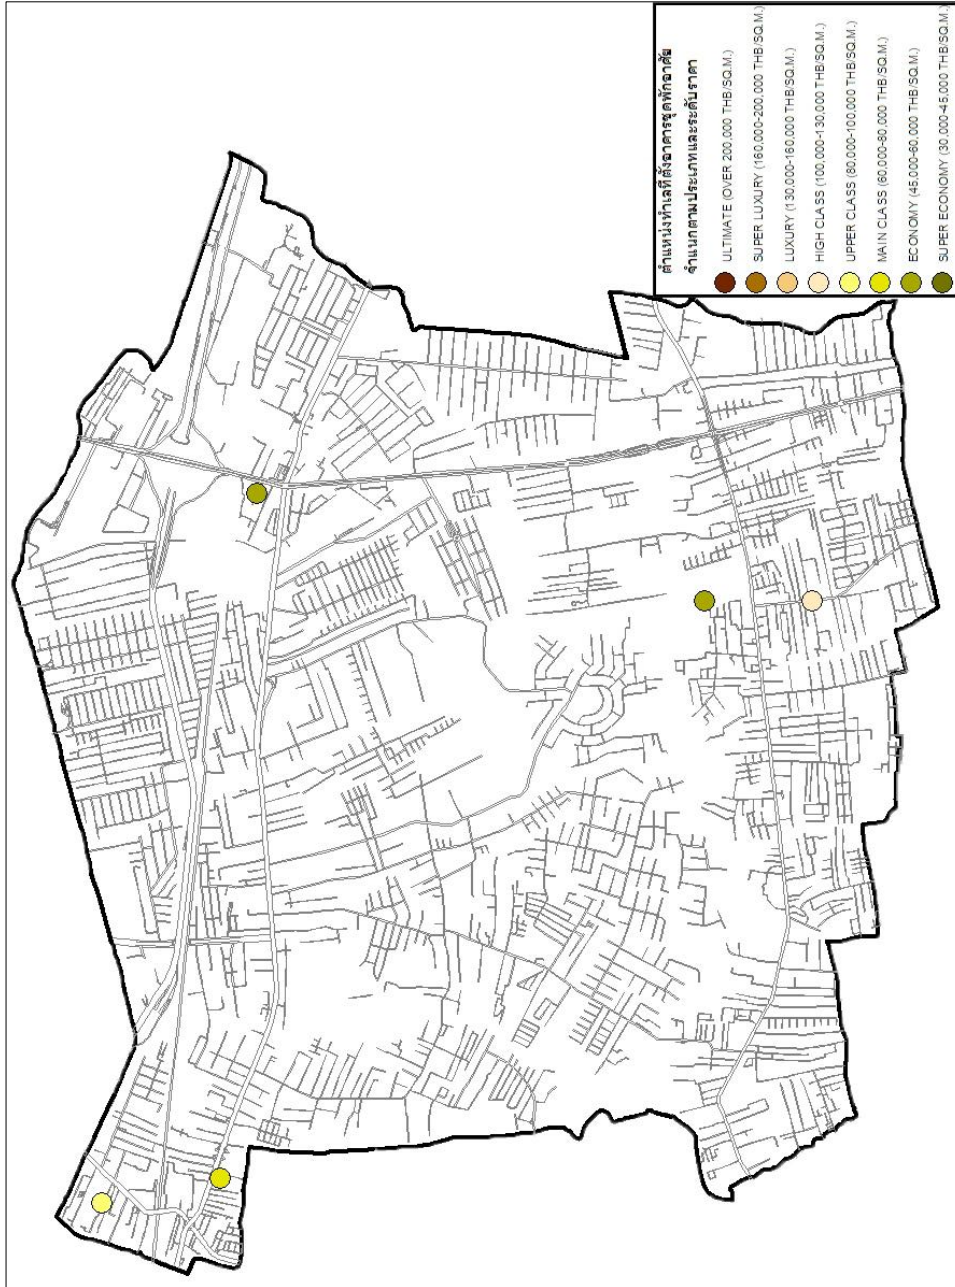 ตำแหน่งทำเลที่ตั้งอาคารชุดพักอาศัย
จำแนกตามประเภทและระดับราคา
ULTIMATE (OVER 200,000 THB/SQ.M.)
SUPER LUXURY (160,000-200,000 THB/SQ.M.)
LUXURY (130,000-160,000 THB/SQ.M.)
HIGH CLASS (100,000-130,000 THB/SQ.M.)
UPPER CLASS (80,000-100,000 THB/SQ.M.)
MAIN CLASS (60,000-80,000 THB/SQ.M.)
ECONOMY (45,000-60,000 THB/SQ.M.)
SUPER ECONOMY (30,000-45,000 THB/SQ.M.)